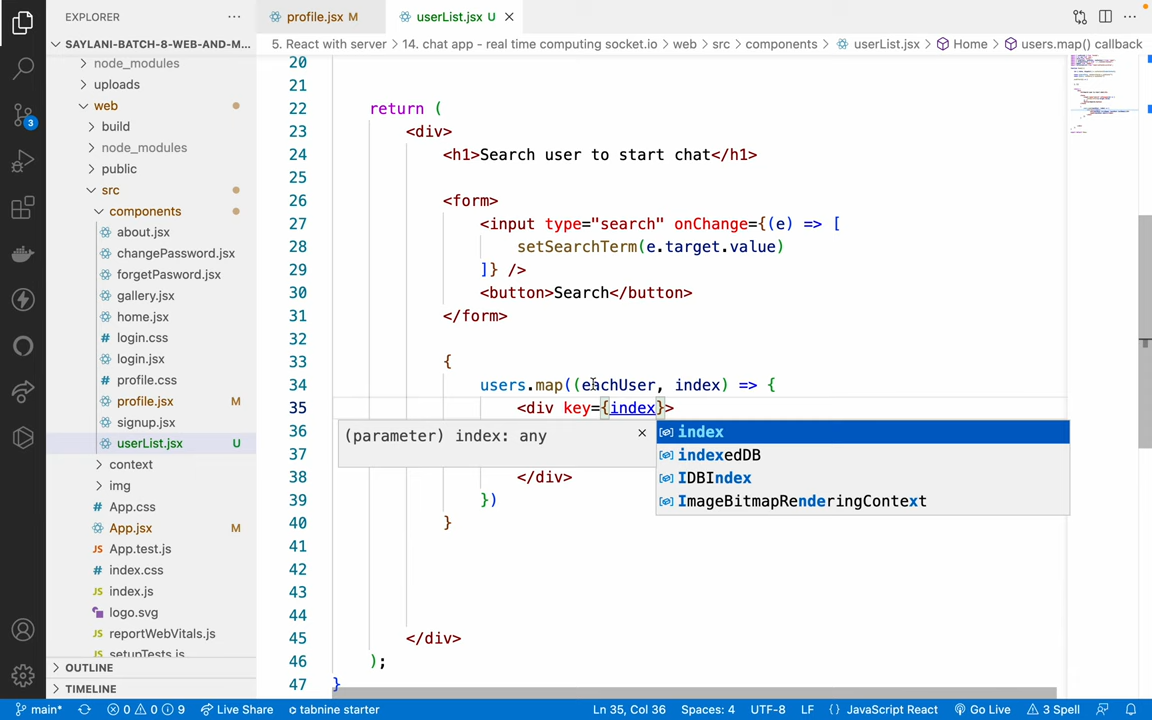 EXPLORER
profile.jsx M
userList.jsx U
SAYLANI-BATCH-8-WEB-AND-M...
5. React with server
14. chat app - real time computing socket.io
web
src
components
userList.jsx
Home
users.map() callback
node_modules
uploads
web
build
node_modules
public
src
components
about.jsx
changePassword.jsx
forgetPasword.jsx
gallery.jsx
home.jsx
login.css
login.jsx
profile.css
profile.jsx M
signup.jsx
userList.jsx U
context
img
App.css
App.jsx M
App.test.js
index.css
index.js
logo.svg
reportWebVitals.js
setupTests.js
OUTLINE
TIMELINE
3
20
21
22 return (
23 <div>
24 <h1>Search user to start chat</h1>
25
26 <form>
27 <input type="search" onChange={(e) => [
28 setSearchTerm(e.target.value)
29 ]} />
30 <button>Search</button>
31 </form>
32
33 {
34 users.map((eachUser, index) => {
35 <div key={index}>
36
37
38 </div>
39 })
40 }
41
42
43
44
45 </div>
46 );
47 }
(parameter) index: any
index
indexedDB
IDBIndex
ImageBitmapRenderingContext
main* 0 0 9 Live Share tabnine starter Ln 35, Col 36 Spaces: 4 UTF-8 LF {} JavaScript React Go Live 3 Spell